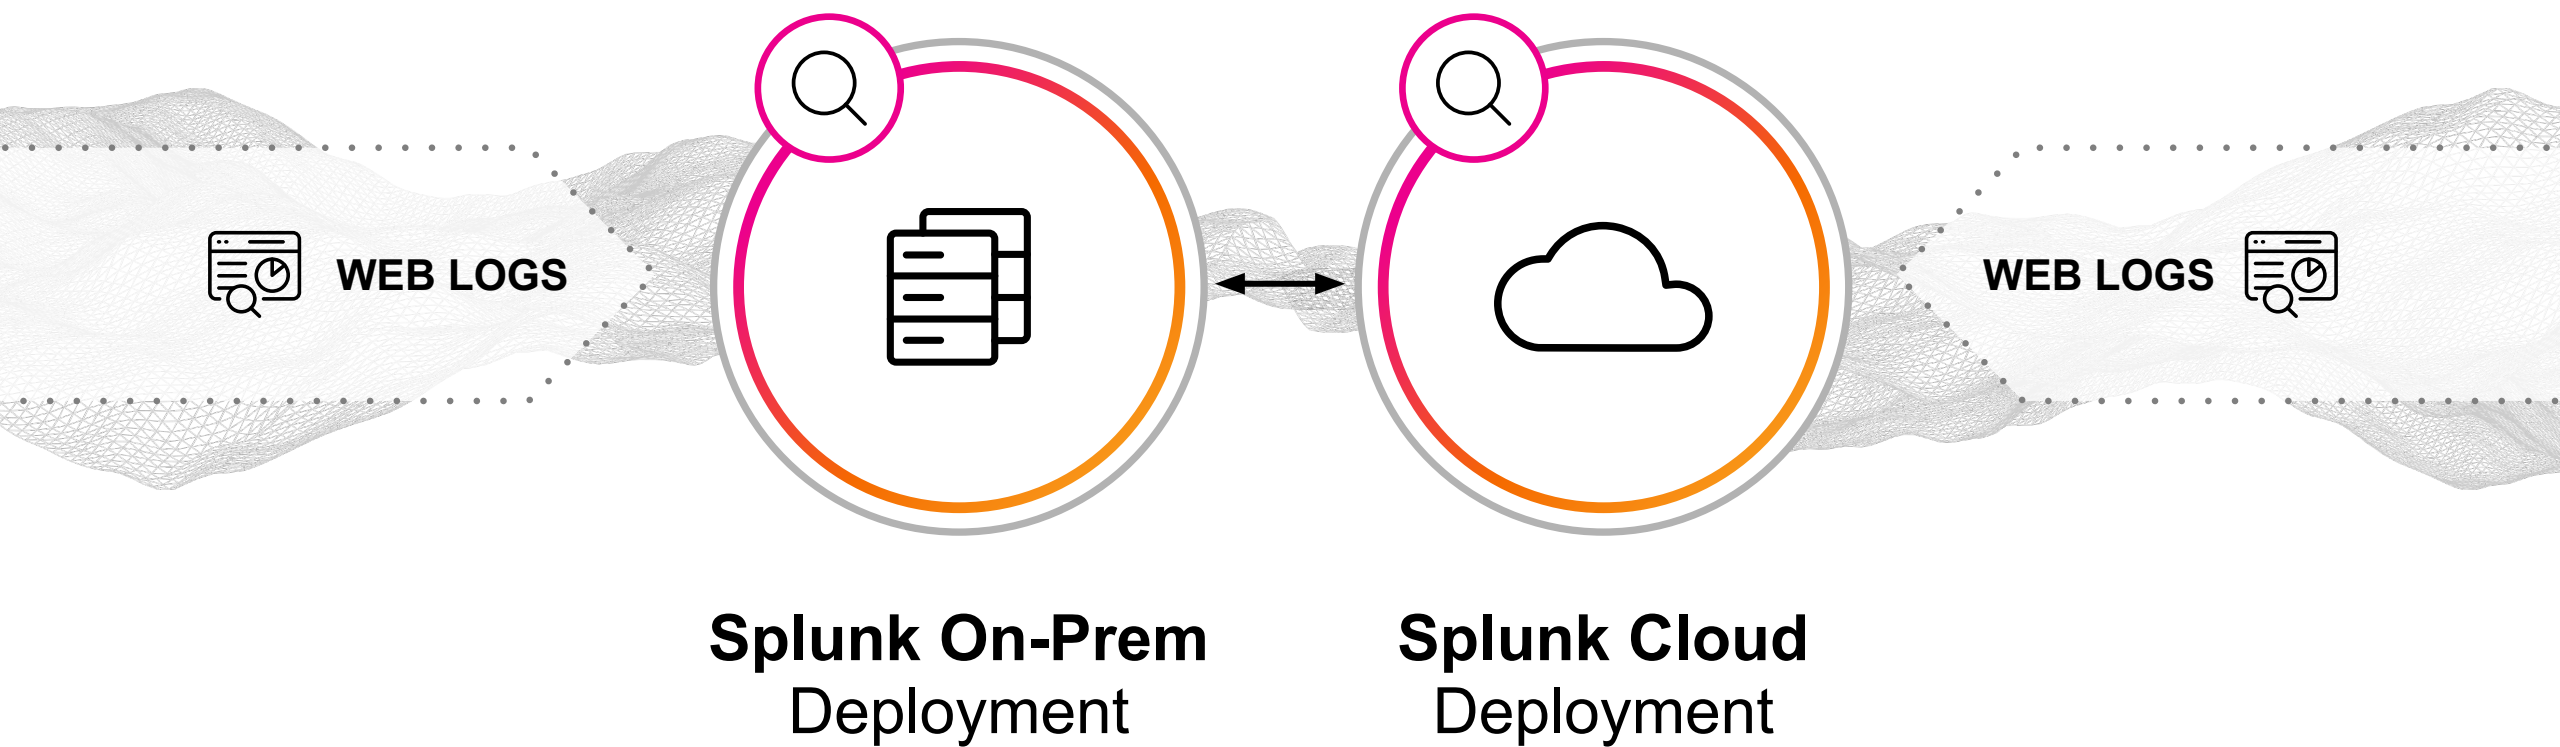 WEB LOGS
WEB LOGS
Splunk On-Prem
Deployment
Splunk Cloud
Deployment